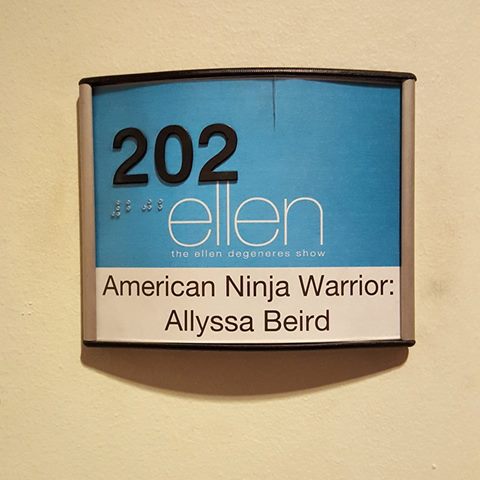 202
ellen
the ellen degeneres show
American Ninja Warrior:
Allyssa Beird